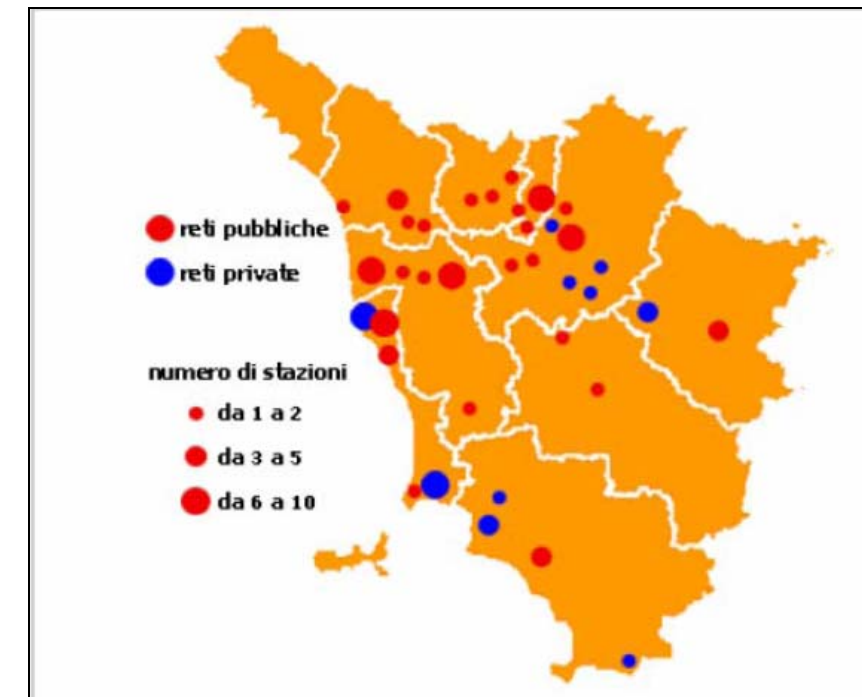 reti pubbliche
reti private
numero di stazioni
da 1 a 2
da 3 a 5
da 6 a 10